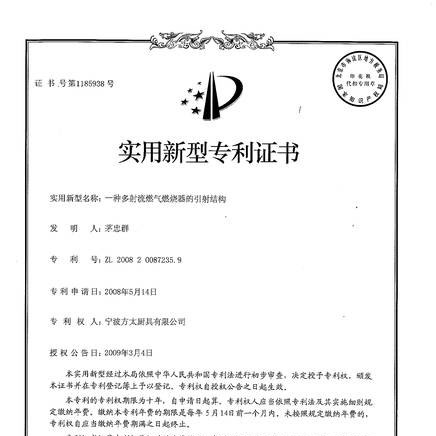 证 书 号第1185938号
印 花 税
代扣专用章
实用新型专利证书
实用新型名称：一种多射流燃气燃烧器的引射结构
发 明 人：茅忠群
专 利 号：ZL 2008 2 0087235.9
专利申请日：2008年5月14日
专 利 权 人：宁波方太厨具有限公司
授权公告日：2009年3月4日
本实用新型经过本局依照中华人民共和国专利法进行初步审查，决定授予专利权，颁发
本证书并在专利登记簿上予以登记，专利权自授权公告之日起生效。
本专利的专利权期限为十年，自申请日起算。专利权人应当依照专利法及其实施细则规
定缴纳年费。缴纳本专利年费的期限是每年 5月14日前一个月内。未按照规定缴纳年费的，
专利权自应当缴纳年费期满之日起终止。